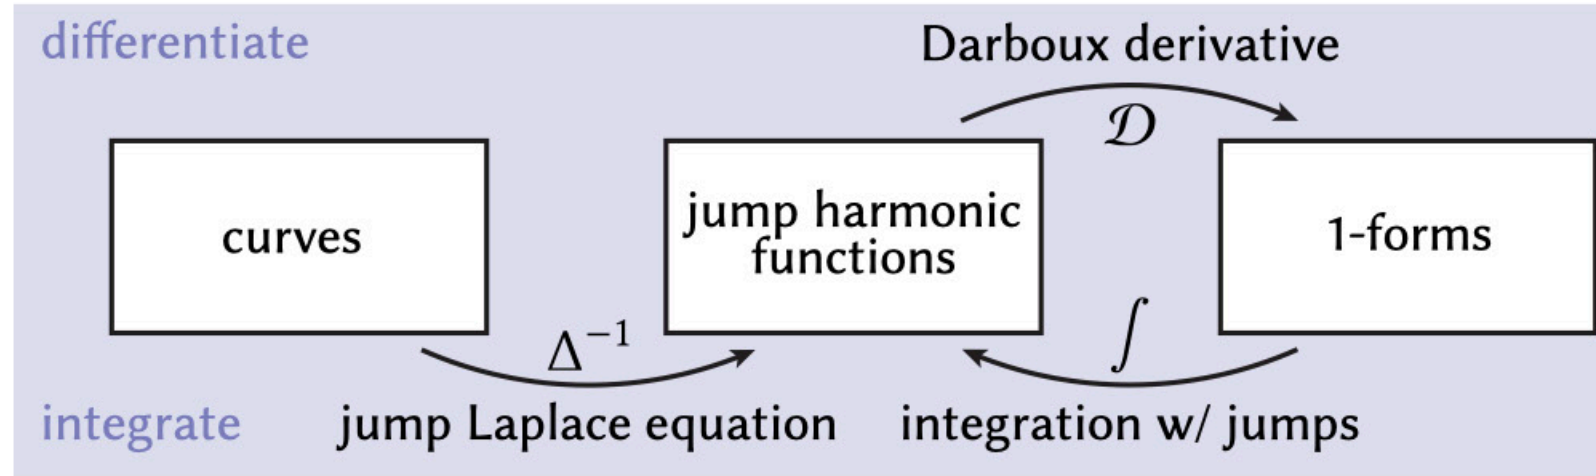 differentiate
Darboux derivative
𝒟
curves
jump harmonic
functions
1-forms
Δ⁻¹
∫
integrate
jump Laplace equation
integration w/ jumps